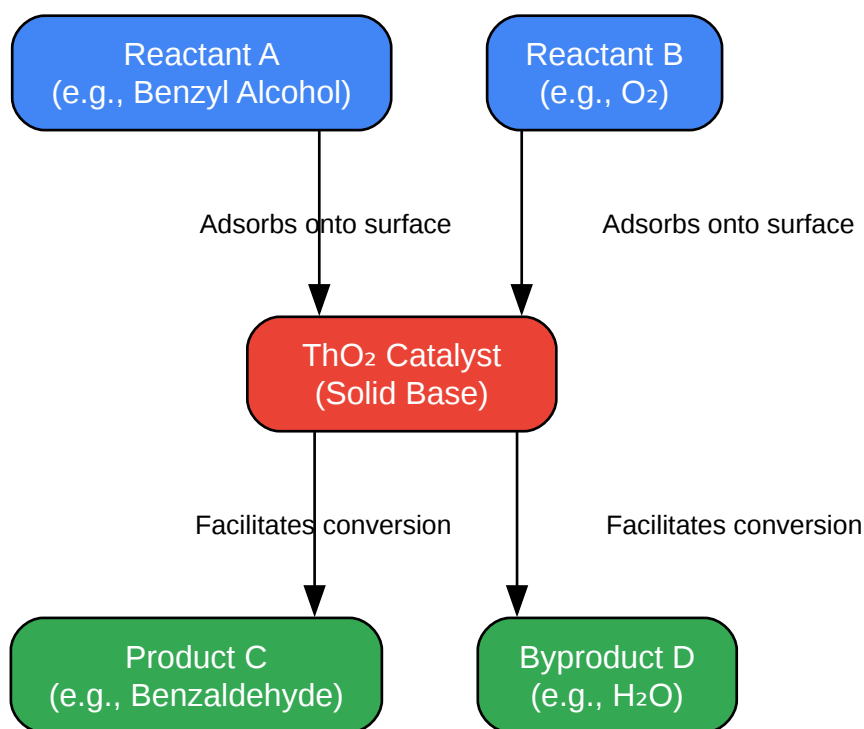 Reactant A
(e.g., Benzyl Alcohol)
Reactant B
(e.g., O₂)
Adsorbs onto surface
Adsorbs onto surface
ThO₂ Catalyst
(Solid Base)
Facilitates conversion
Facilitates conversion
Product C
(e.g., Benzaldehyde)
Byproduct D
(e.g., H₂O)